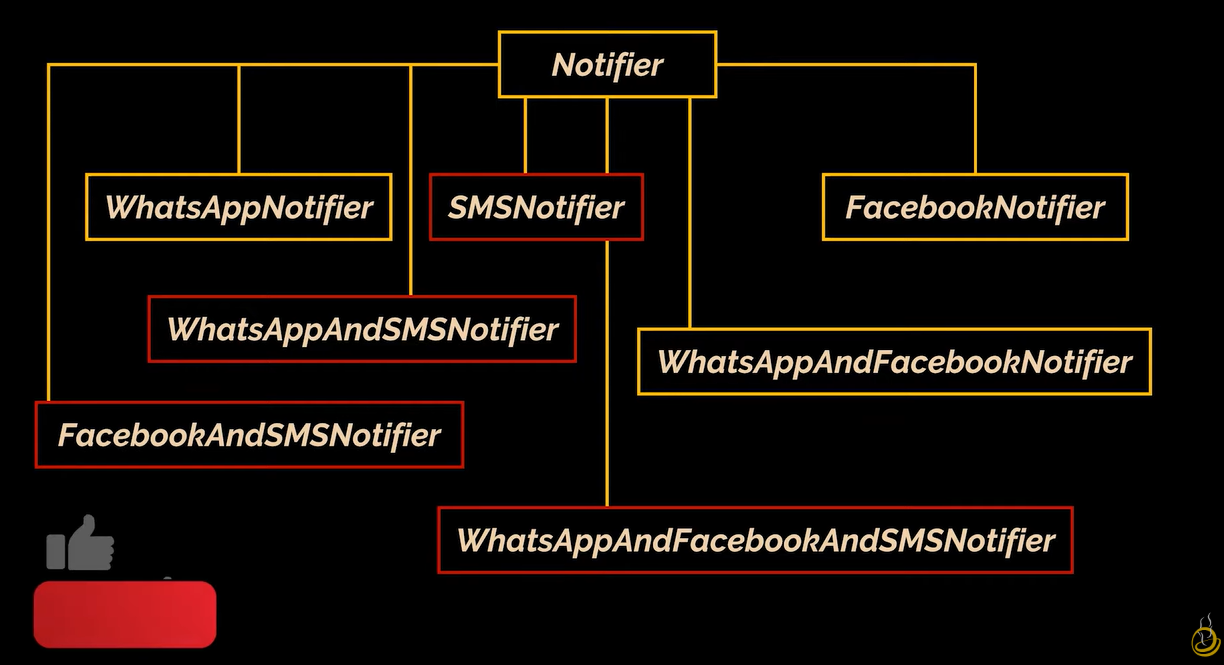 Notifier
WhatsAppNotifier
SMSNotifier
FacebookNotifier
WhatsAppAndSMSNotifier
WhatsAppAndFacebookNotifier
FacebookAndSMSNotifier
WhatsAppAndFacebookAndSMSNotifier